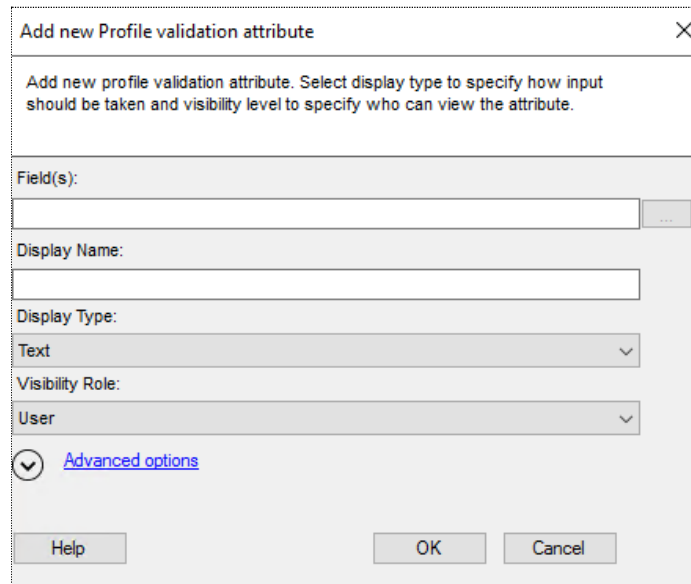 Add new Profile validation attribute
Add new profile validation attribute. Select display type to specify how input
should be taken and visibility level to specify who can view the attribute.
Field(s):
...
Display Name:
Display Type:
Text
Visibility Role:
User
Advanced options
Help OK Cancel